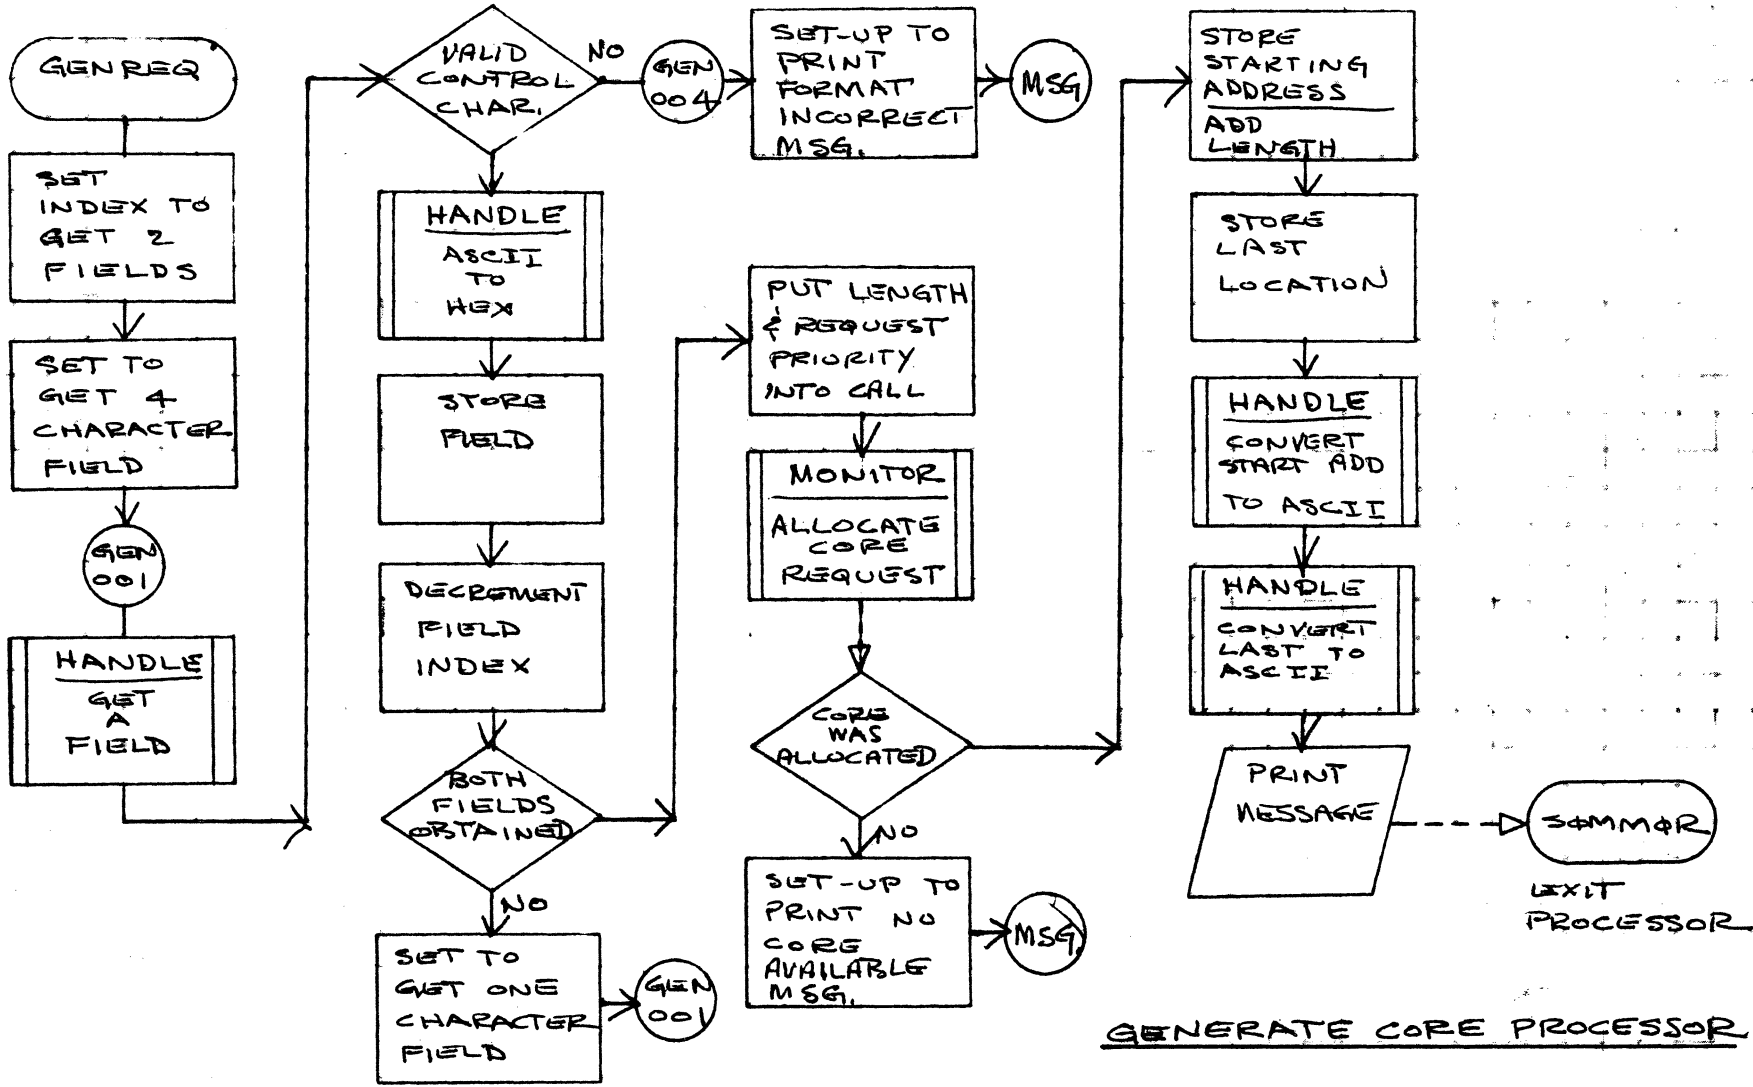 GENREQ
SET
INDEX TO
GET 2
FIELDS
SET TO
GET 4
CHARACTER
FIELD
GEN
001
HANDLE
GET
A
FIELD
VALID
CONTROL
CHAR.
NO
GEN
004
SET-UP TO
PRINT
FORMAT
INCORRECT
MSG.
MSG
HANDLE
ASCII
TO
HEX
STORE
FIELD
DECREMENT
FIELD
INDEX
BOTH
FIELDS
OBTAINED
NO
SET TO
GET ONE
CHARACTER
FIELD
GEN
001
PUT LENGTH
& REQUEST
PRIORITY
INTO CALL
MONITOR
ALLOCATE
CORE
REQUEST
CORE
WAS
ALLOCATED
NO
SET-UP TO
PRINT NO
CORE
AVAILABLE
MSG.
MSG
STORE
STARTING
ADDRESS
ADD
LENGTH
STORE
LAST
LOCATION
HANDLE
CONVERT
START ADD
TO ASCII
HANDLE
CONVERT
LAST TO
ASCII
PRINT
MESSAGE
SØMMØR
EXIT
PROCESSOR
GENERATE CORE PROCESSOR